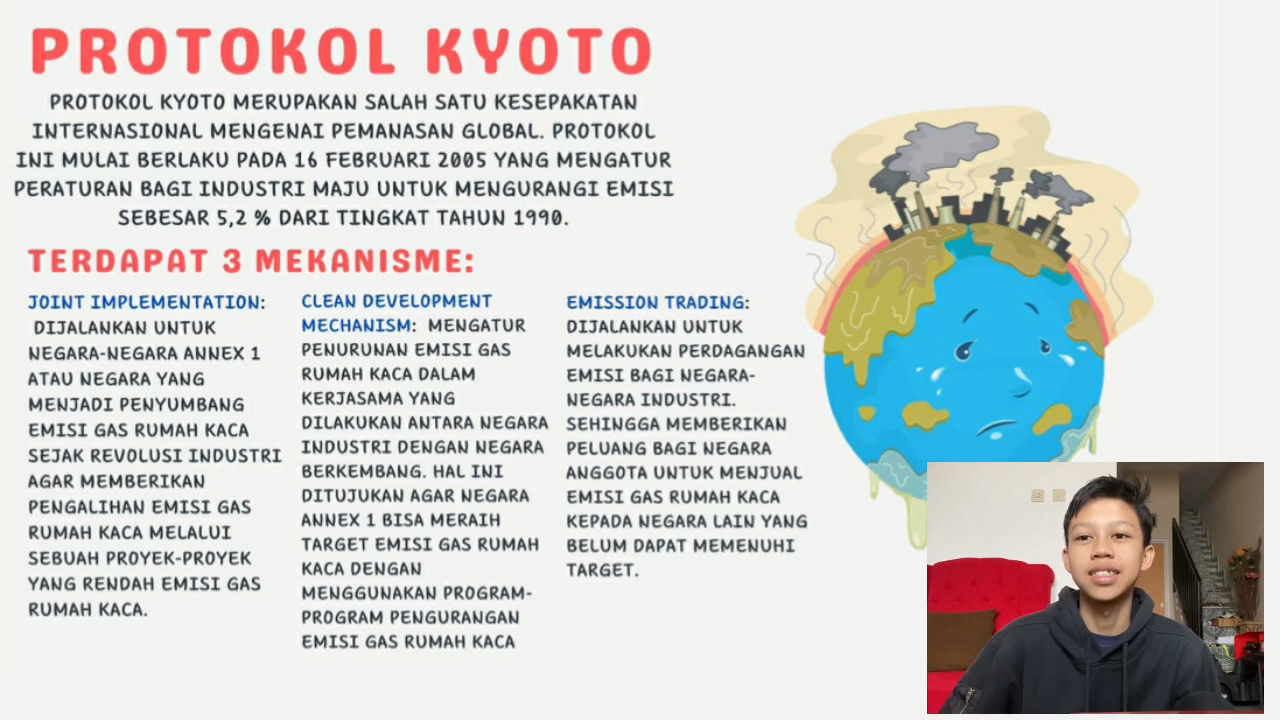 PROTOKOL KYOTO
PROTOKOL KYOTO MERUPAKAN SALAH SATU KESEPAKATAN
INTERNASIONAL MENGENAI PEMANASAN GLOBAL. PROTOKOL
INI MULAI BERLAKU PADA 16 FEBRUARI 2005 YANG MENGATUR
PERATURAN BAGI INDUSTRI MAJU UNTUK MENGURANGI EMISI
SEBESAR 5,2 % DARI TINGKAT TAHUN 1990.
TERDAPAT 3 MEKANISME:
JOINT IMPLEMENTATION:
DIJALANKAN UNTUK
NEGARA-NEGARA ANNEX 1
ATAU NEGARA YANG
MENJADI PENYUMBANG
EMISI GAS RUMAH KACA
SEJAK REVOLUSI INDUSTRI
AGAR MEMBERIKAN
PENGALIHAN EMISI GAS
RUMAH KACA MELALUI
SEBUAH PROYEK-PROYEK
YANG RENDAH EMISI GAS
RUMAH KACA.
CLEAN DEVELOPMENT
MECHANISM: MENGATUR
PENURUNAN EMISI GAS
RUMAH KACA DALAM
KERJASAMA YANG
DILAKUKAN ANTARA NEGARA
INDUSTRI DENGAN NEGARA
BERKEMBANG. HAL INI
DITUJUKAN AGAR NEGARA
ANNEX 1 BISA MERAIH
TARGET EMISI GAS RUMAH
KACA DENGAN
MENGGUNAKAN PROGRAM-
PROGRAM PENGURANGAN
EMISI GAS RUMAH KACA
EMISSION TRADING:
DIJALANKAN UNTUK
MELAKUKAN PERDAGANGAN
EMISI BAGI NEGARA-
NEGARA INDUSTRI.
SEHINGGA MEMBERIKAN
PELUANG BAGI NEGARA
ANGGOTA UNTUK MENJUAL
EMISI GAS RUMAH KACA
KEPADA NEGARA LAIN YANG
BELUM DAPAT MEMENUHI
TARGET.